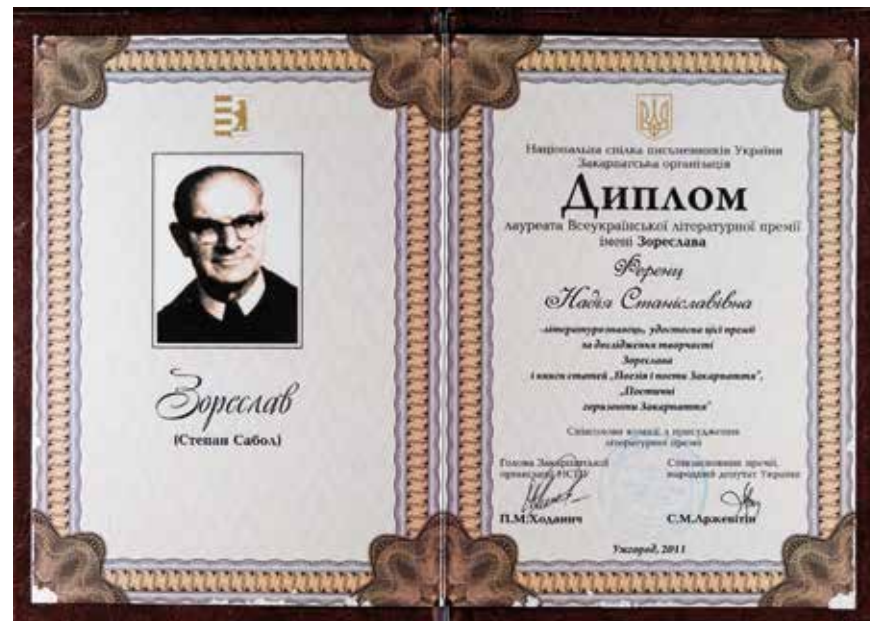 Зореслав
(Степан Сабол)
Національна спілка письменників України
Закарпатська організація
Диплом
лауреата Всеукраїнської літературної премії
імені Зореслава
Ференц
Надія Станіславівна
літературознавець, удостоєна цієї премії
за дослідження творчості
Зореслава
і книги статей „Поезія і поети Закарпаття",
„Поетичні
горизонти Закарпаття"
Співголови комісії з присудження
літературної премії
Голова Закарпатської
організації НСПУ
П.М.Ходанич
Співзасновник премії,
народний депутат України
С.М.Аржевітін
Ужгород, 2011